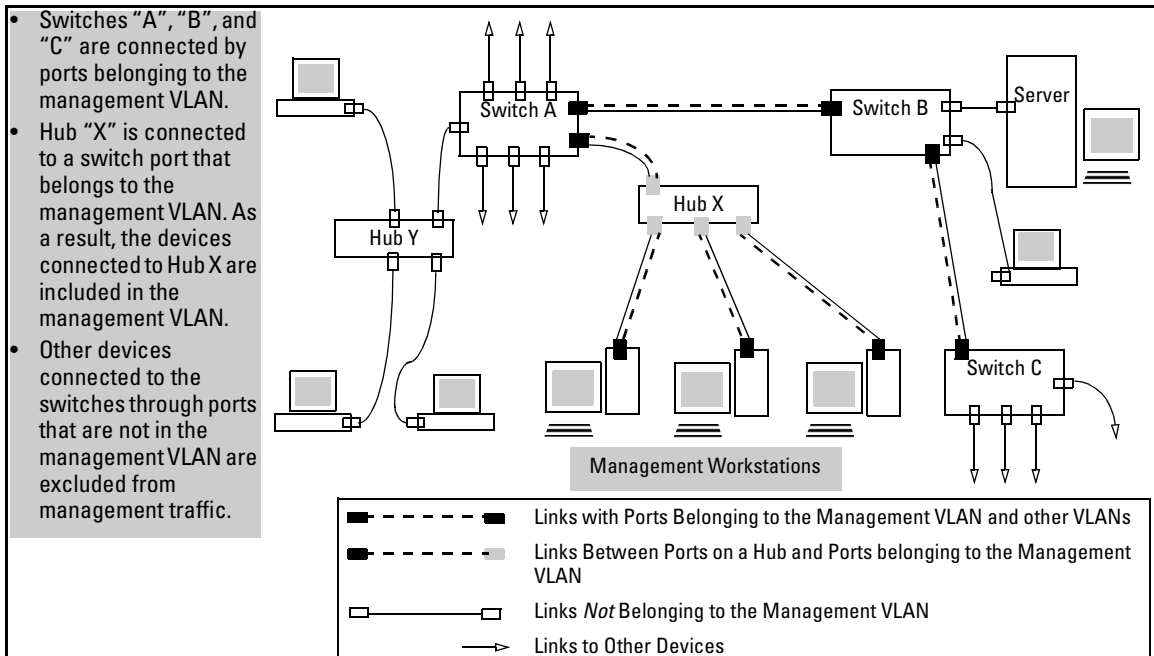 • Switches “A”, “B”, and
“C” are connected by
ports belonging to the
management VLAN.
• Hub “X” is connected
to a switch port that
belongs to the
management VLAN. As
a result, the devices
connected to Hub X are
included in the
management VLAN.
• Other devices
connected to the
switches through ports
that are not in the
management VLAN are
excluded from
management traffic.
Switch A
Switch B
Server
Hub X
Hub Y
Switch C
Management Workstations
Links with Ports Belonging to the Management VLAN and other VLANs
Links Between Ports on a Hub and Ports belonging to the Management
VLAN
Links Not Belonging to the Management VLAN
Links to Other Devices